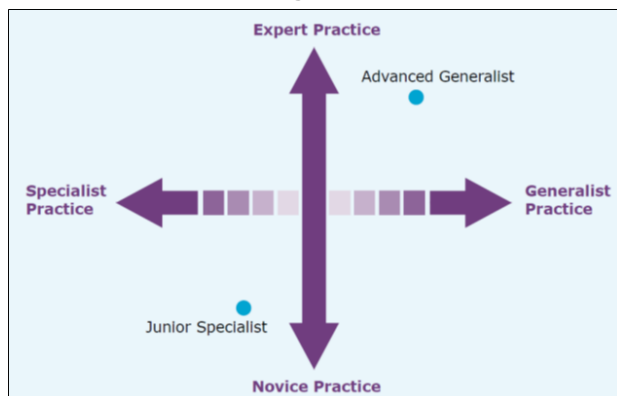 Expert Practice
Advanced Generalist
Specialist
Practice
Generalist
Practice
Junior Specialist
Novice Practice